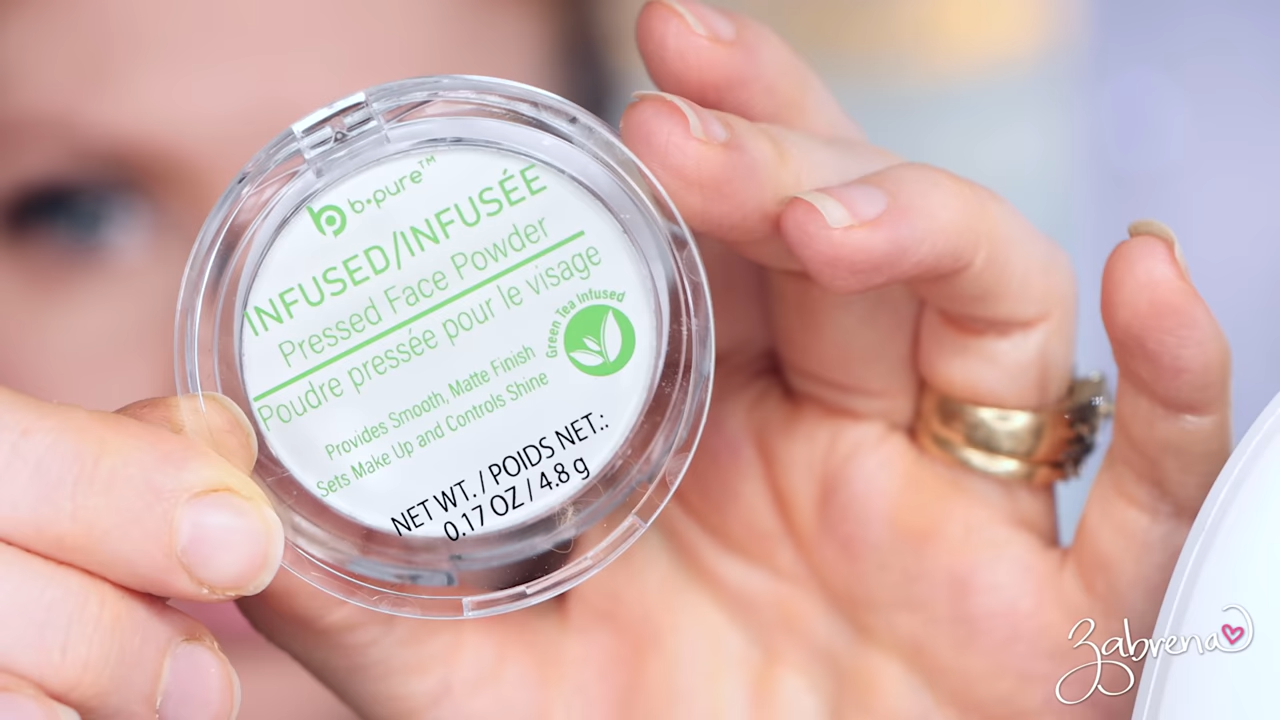 b•pure™
INFUSED/INFUSÉE
Pressed Face Powder
Poudre pressée pour le visage
Green Tea Infused
Provides Smooth, Matte Finish
Sets Make Up and Controls Shine
NET WT. / POIDS NET.:
0.17 OZ / 4.8 g
Zabrena